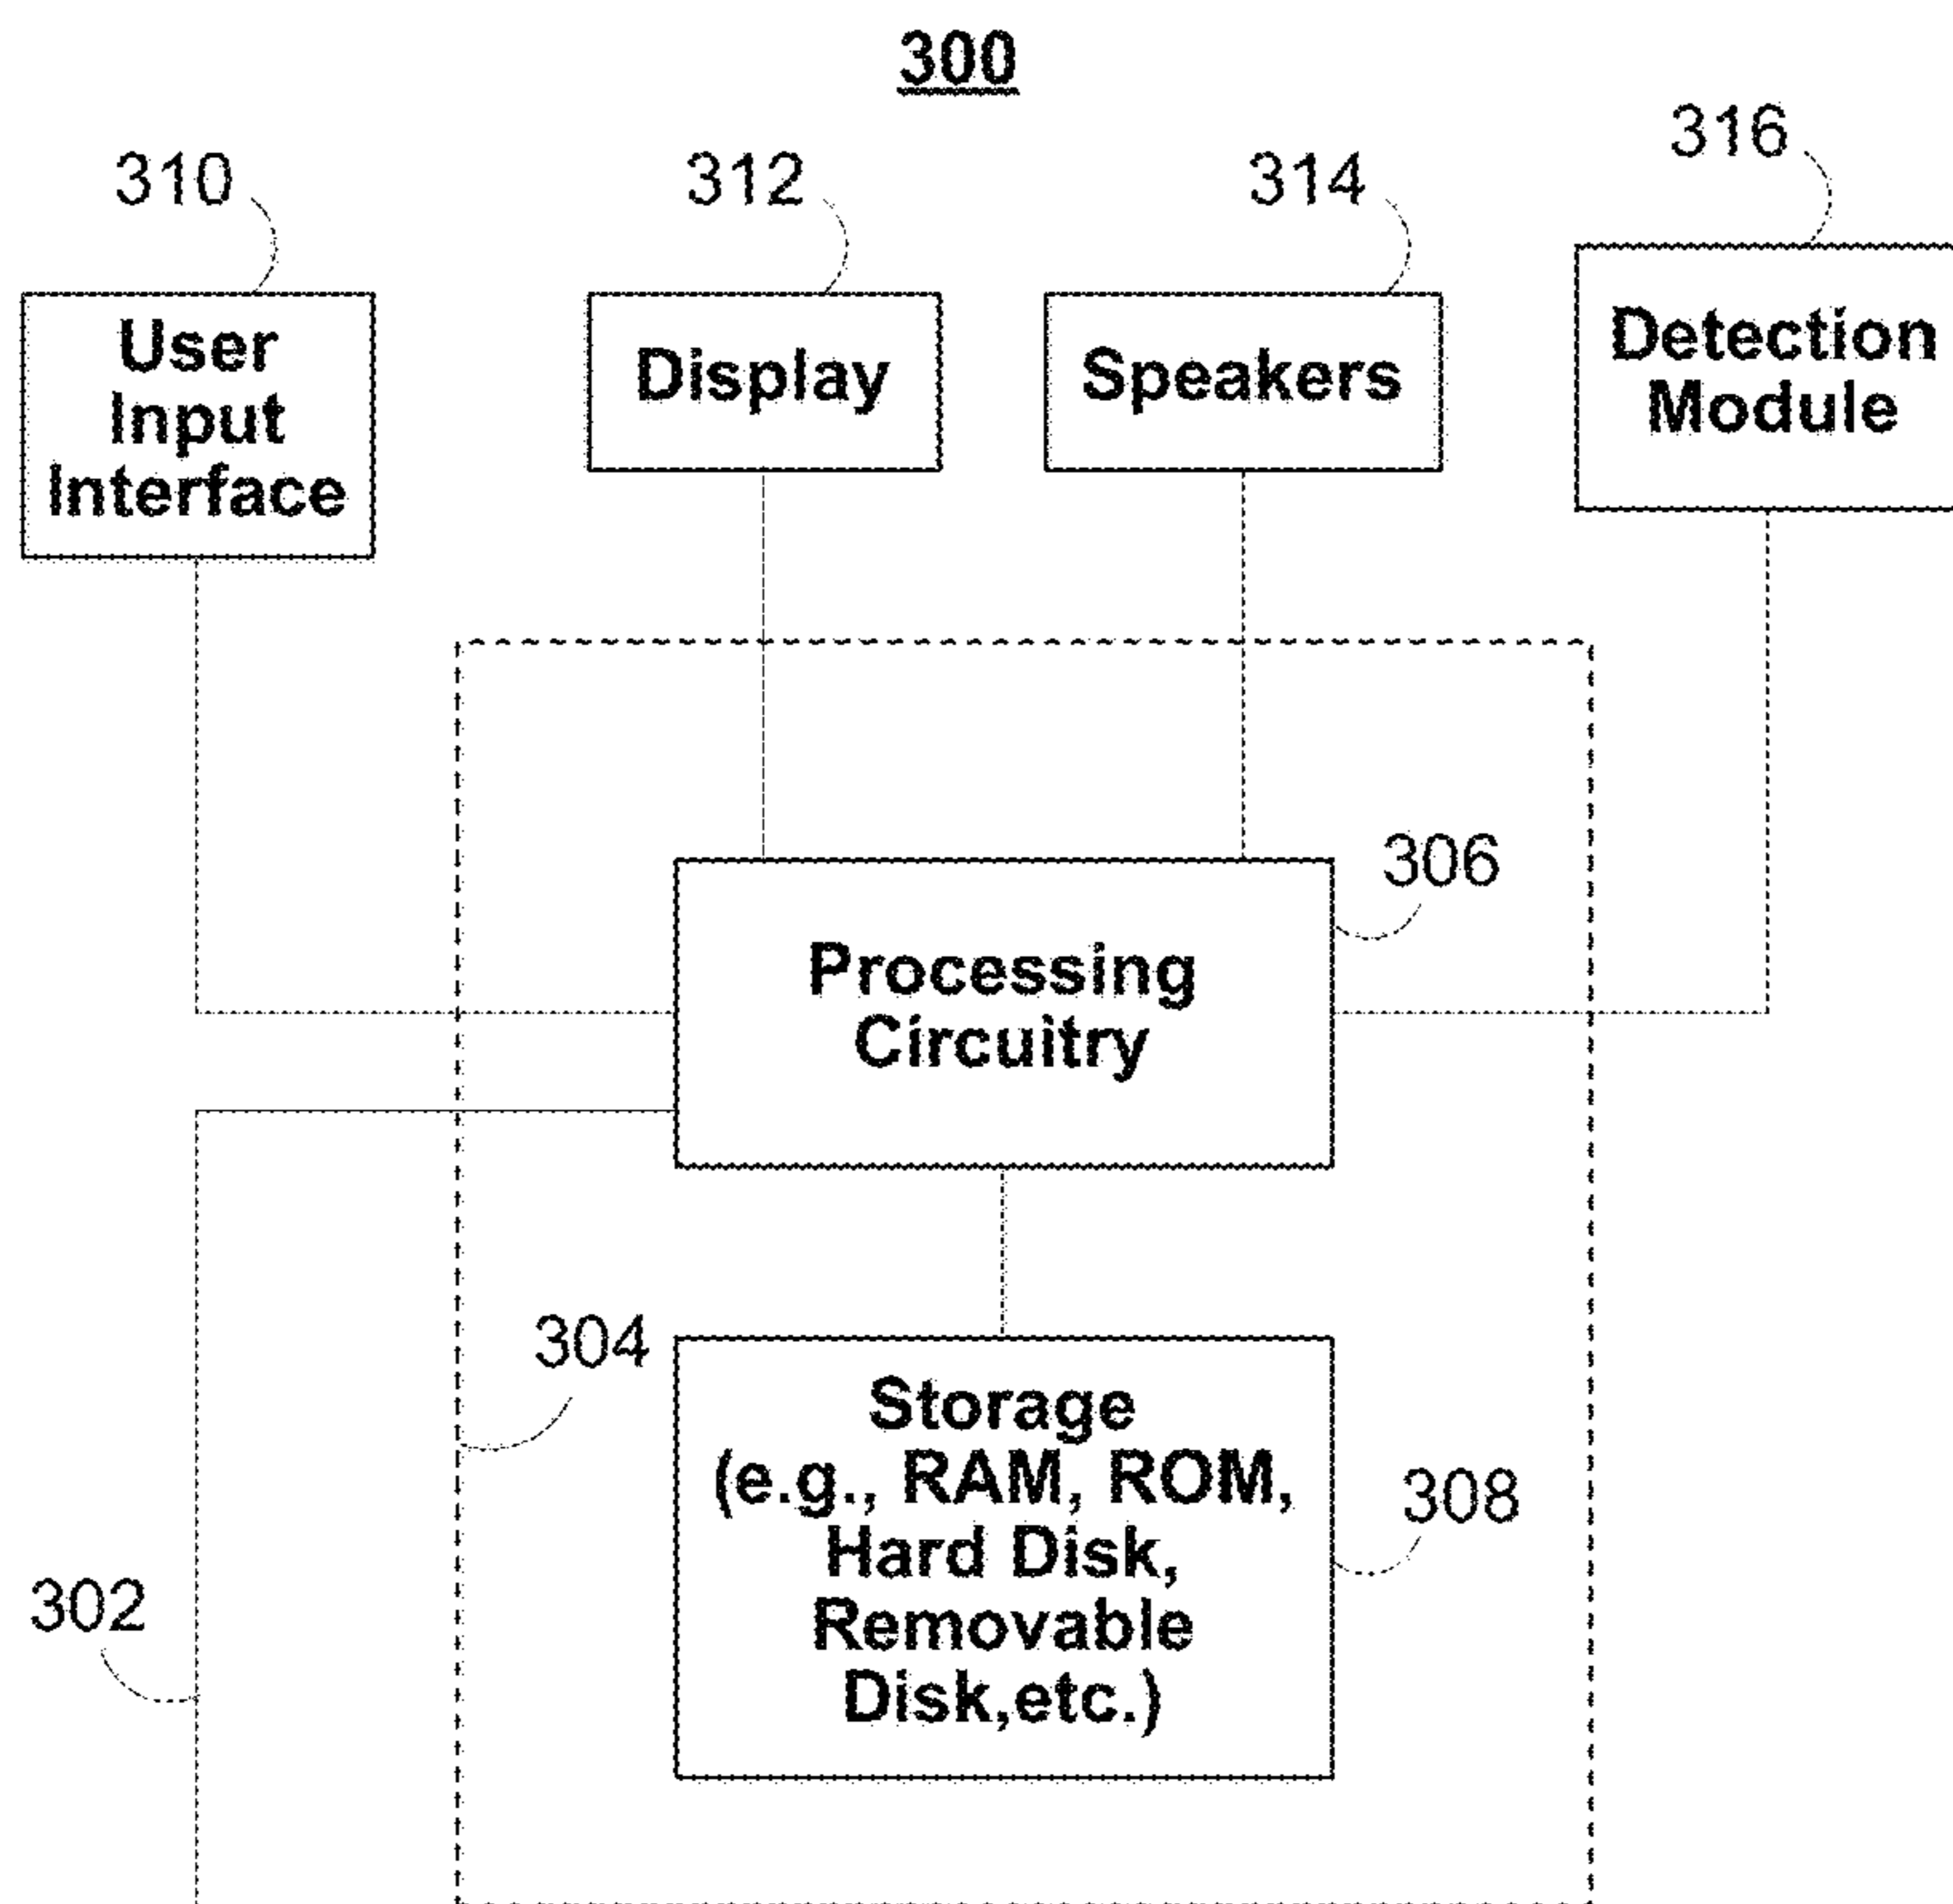 300
310
312
314
316
User
Input
Interface
Display
Speakers
Detection
Module
306
Processing
Circuitry
304
Storage
(e.g., RAM, ROM,
Hard Disk,
Removable
Disk,etc.)
308
302